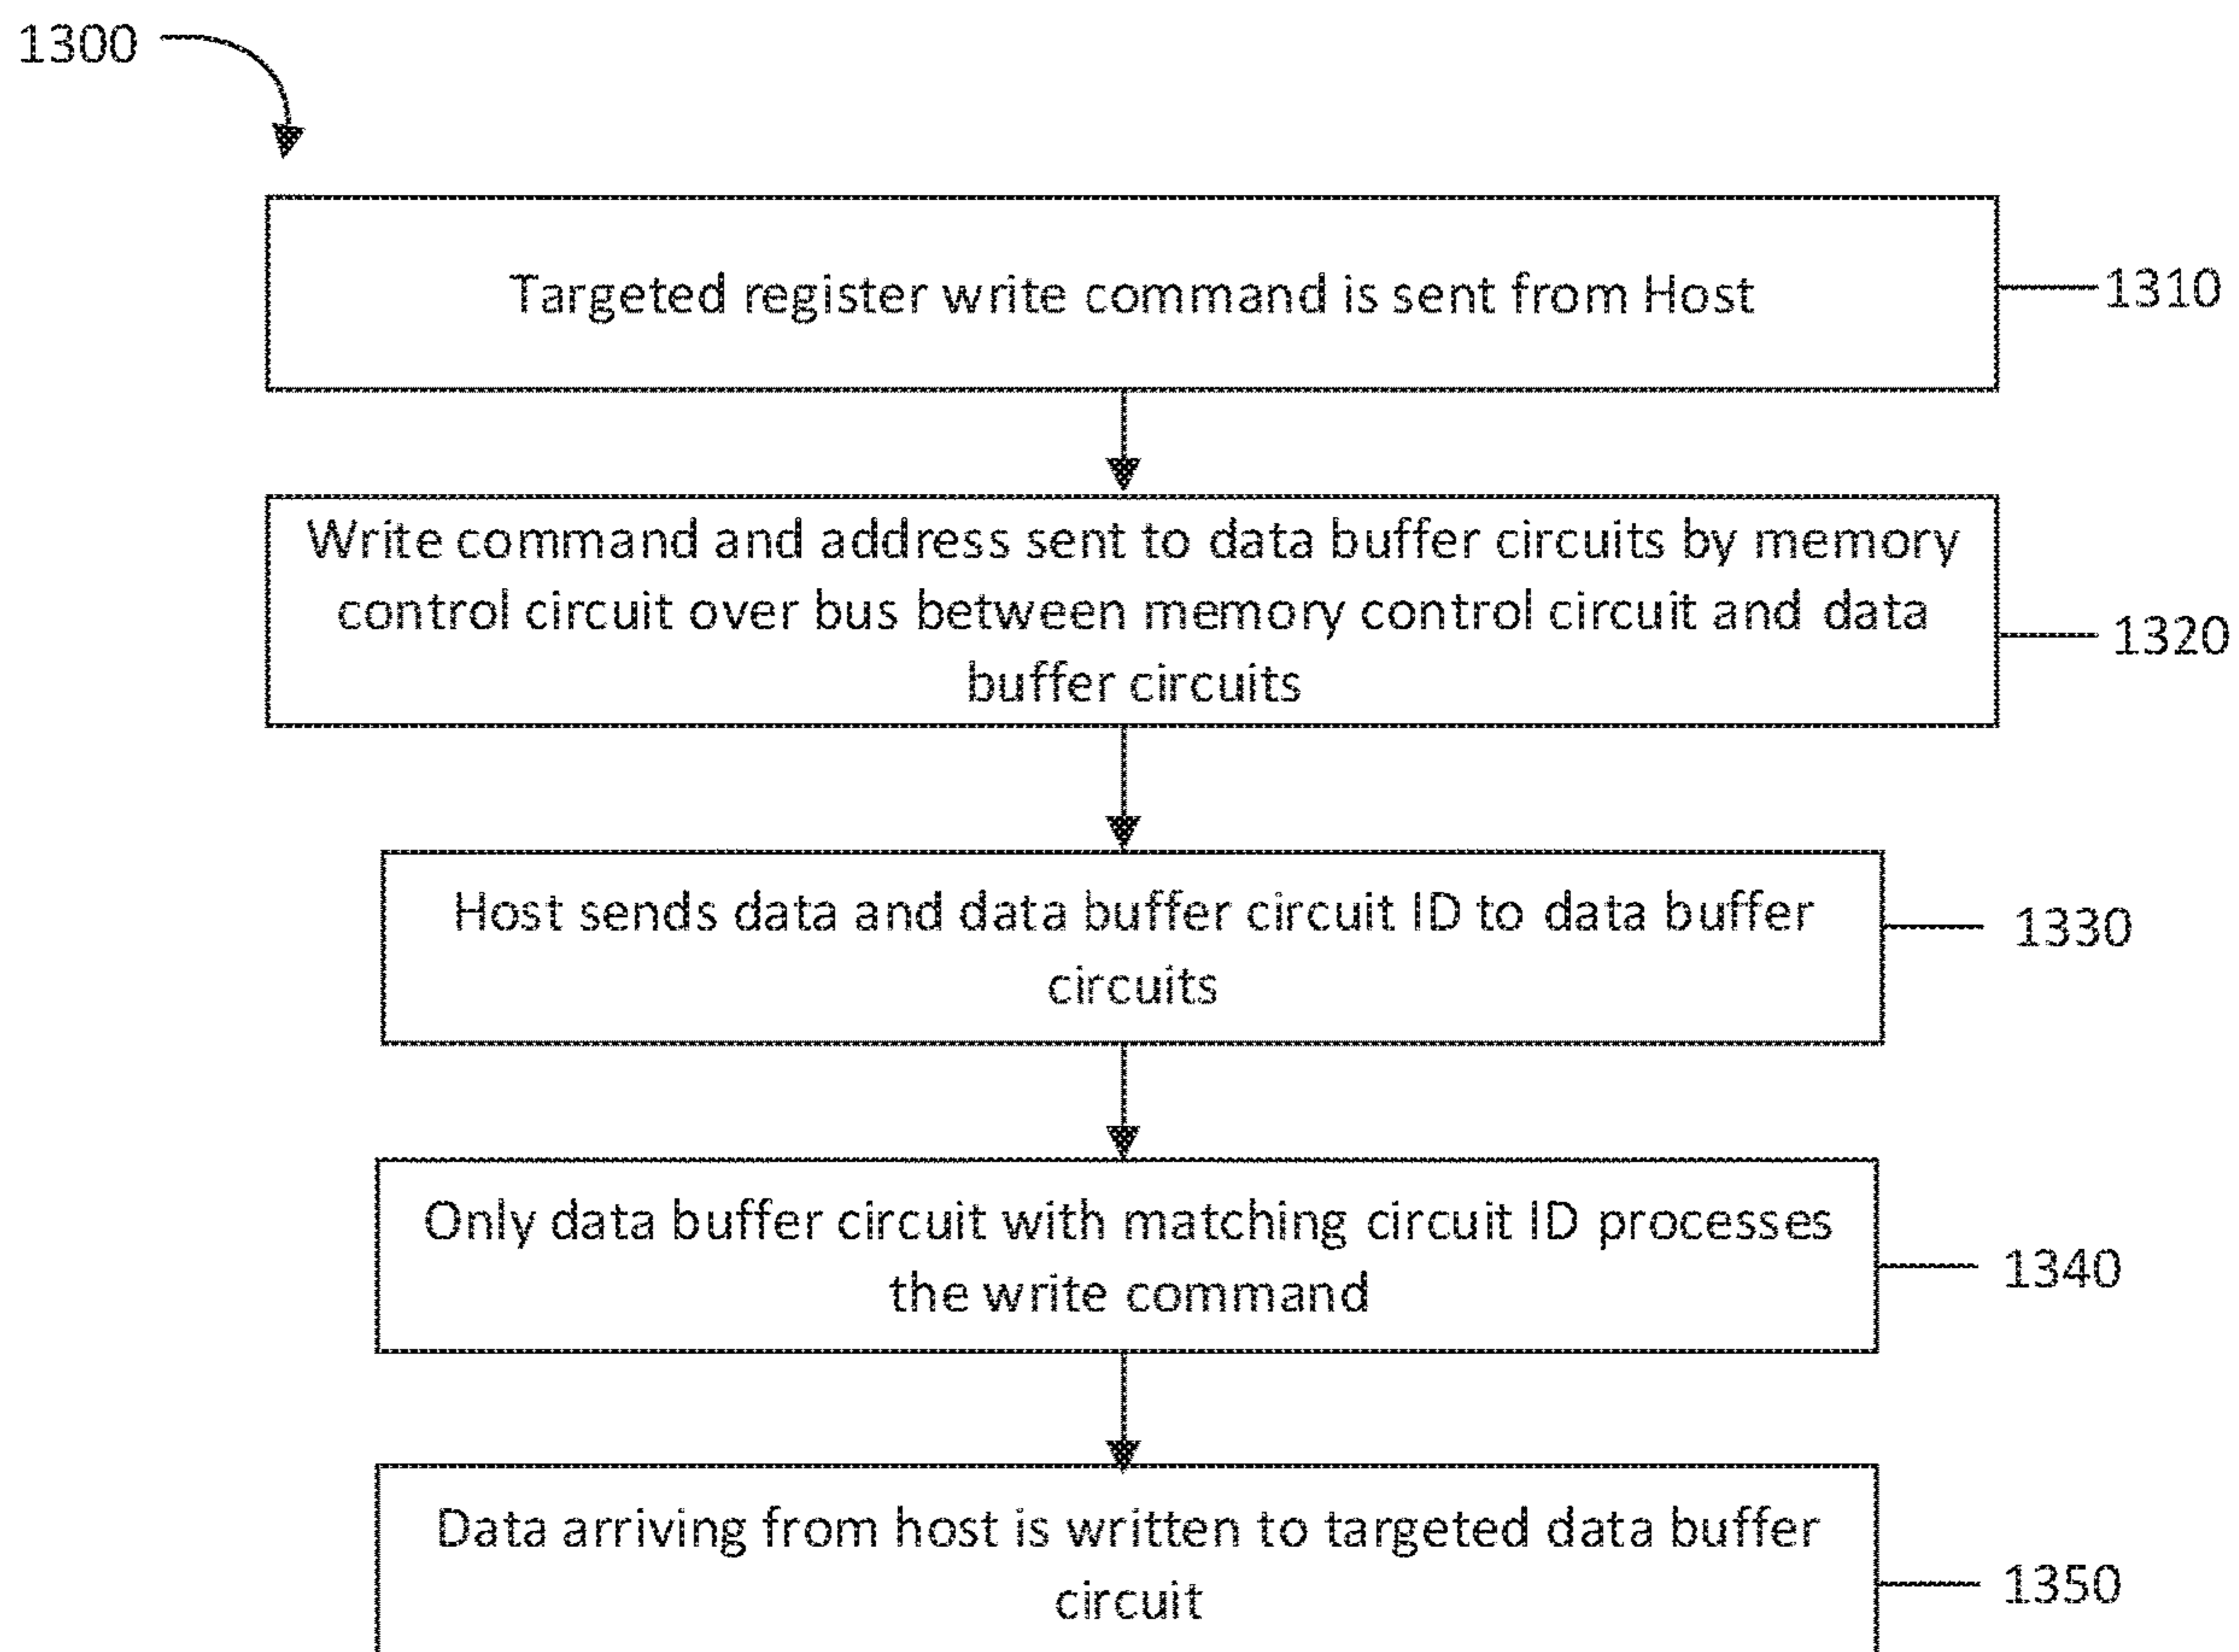 1300
Targeted register write command is sent from Host
1310
Write command and address sent to data buffer circuits by memory
control circuit over bus between memory control circuit and data
buffer circuits
1320
Host sends data and data buffer circuit ID to data buffer
circuits
1330
Only data buffer circuit with matching circuit ID processes
the write command
1340
Data arriving from host is written to targeted data buffer
circuit
1350